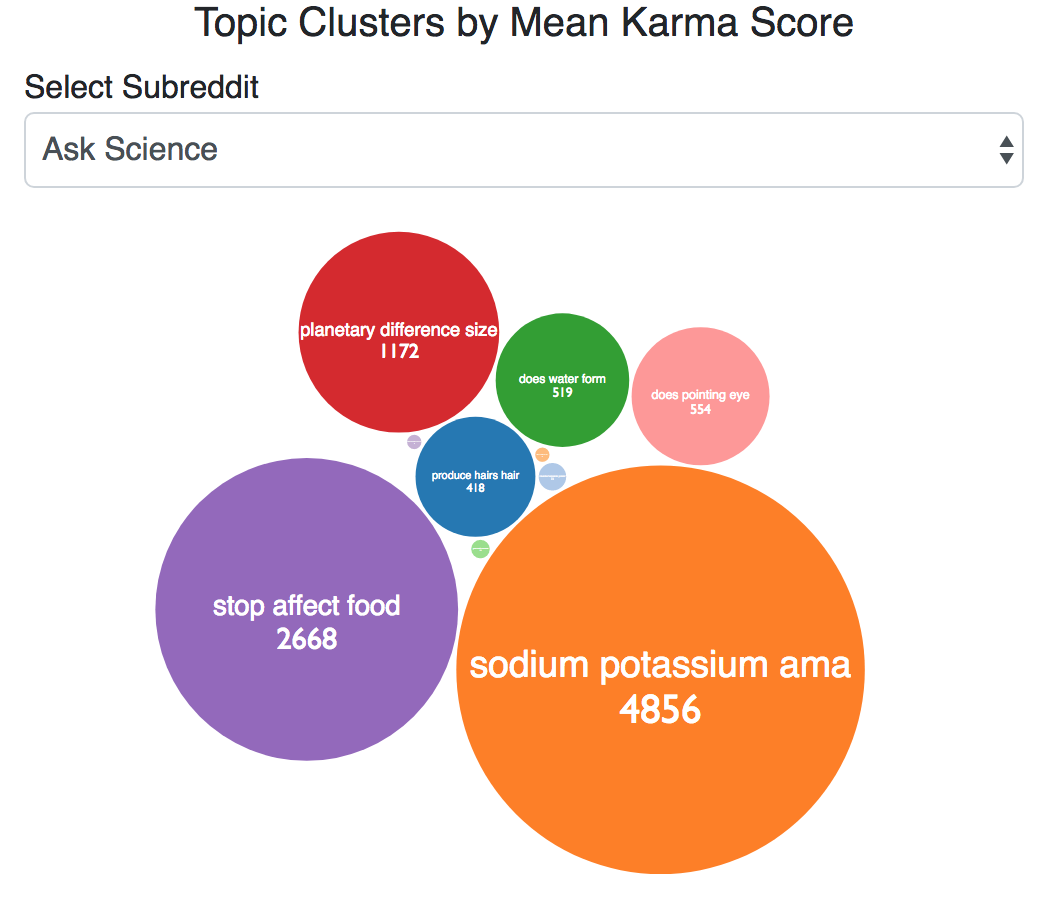 Topic Clusters by Mean Karma Score
Select Subreddit
Ask Science
planetary difference size
1172
does water form
519
does pointing eye
554
produce hairs hair
418
stop affect food
2668
sodium potassium ama
4856